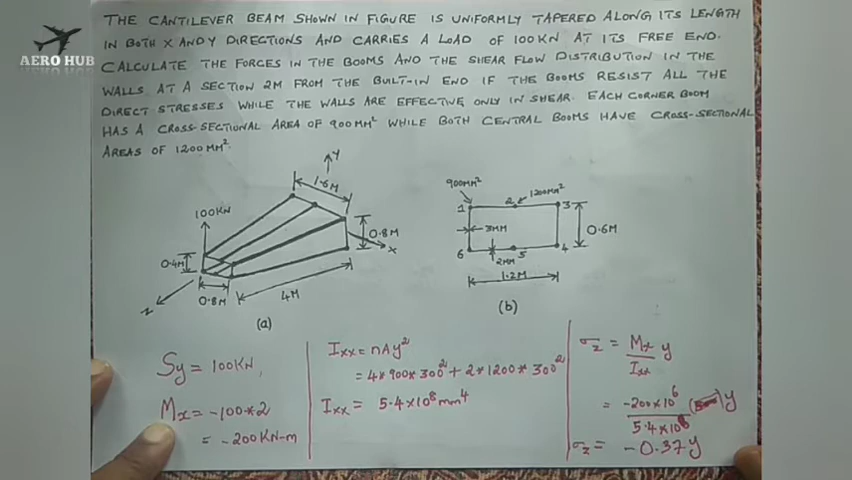 THE CANTILEVER BEAM SHOWN IN FIGURE IS UNIFORMLY TAPERED ALONG ITS LENGTH
IN BOTH X AND Y DIRECTIONS AND CARRIES A LOAD OF 100KN AT ITS FREE END.
AERO HUB
CALCULATE THE FORCES IN THE BOOMS AND THE SHEAR FLOW DISTRIBUTION IN THE
WALLS AT A SECTION 2M FROM THE BUILT-IN END IF THE BOOMS RESIST ALL THE
DIRECT STRESSES WHILE THE WALLS ARE EFFECTIVE ONLY IN SHEAR. EACH CORNER BOOM
HAS A CROSS-SECTIONAL AREA OF 900MM² WHILE BOTH CENTRAL BOOMS HAVE CROSS-SECTIONAL
AREAS OF 1200MM².
Y
1.6M
100KN
0.8M
X
0.4M
0.8M
4M
Z
(a)
900MM²
1200MM²
1 2 3
3MM
0.6M
6 5 4
2MM
1.2M
(b)
Sy = 100KN,
Mx = -100*2
= -200KN-m
Ixx = nAy²
= 4*900*300² + 2*1200*300²
Ixx = 5.4×10⁸mm⁴
σz = Mx/Ixx y
= -200×10⁶/5.4×10⁸ y
σz = -0.37y